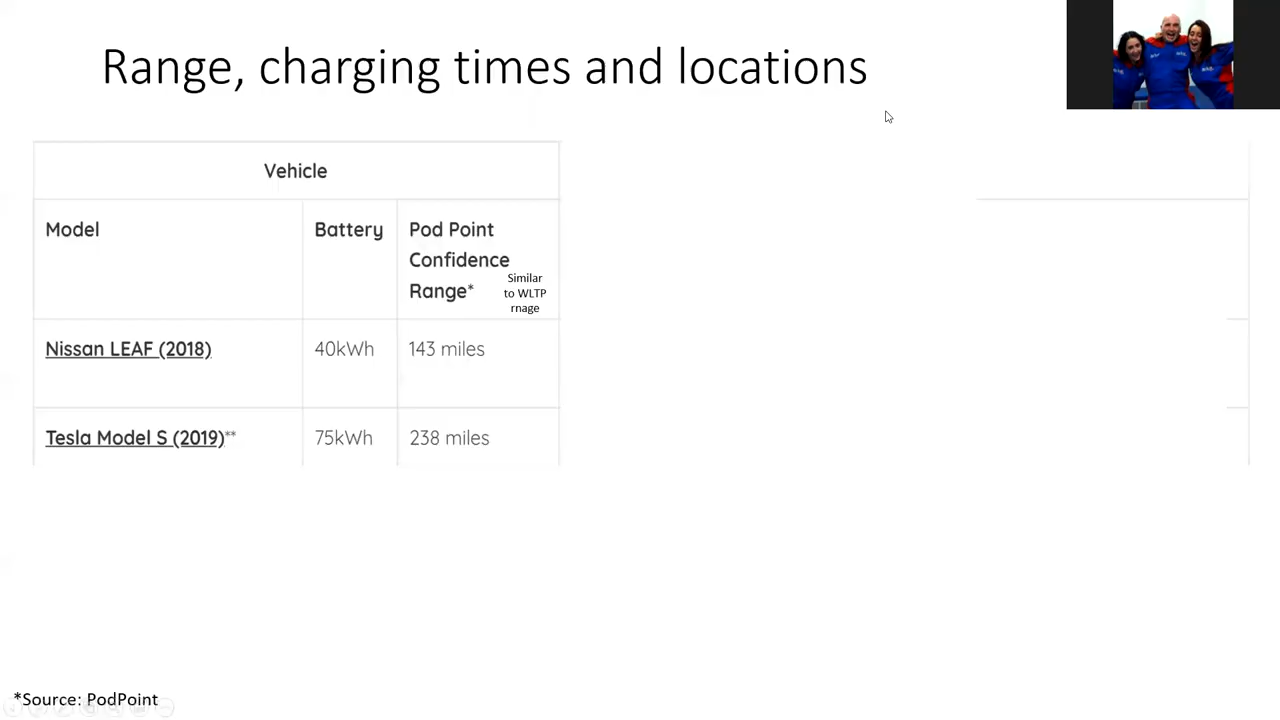 Range, charging times and locations
Vehicle
Model
Battery
Pod Point
Confidence
Range*
Similar
to WLTP
rnage
Nissan LEAF (2018)
40kWh
143 miles
Tesla Model S (2019)**
75kWh
238 miles
*Source: PodPoint